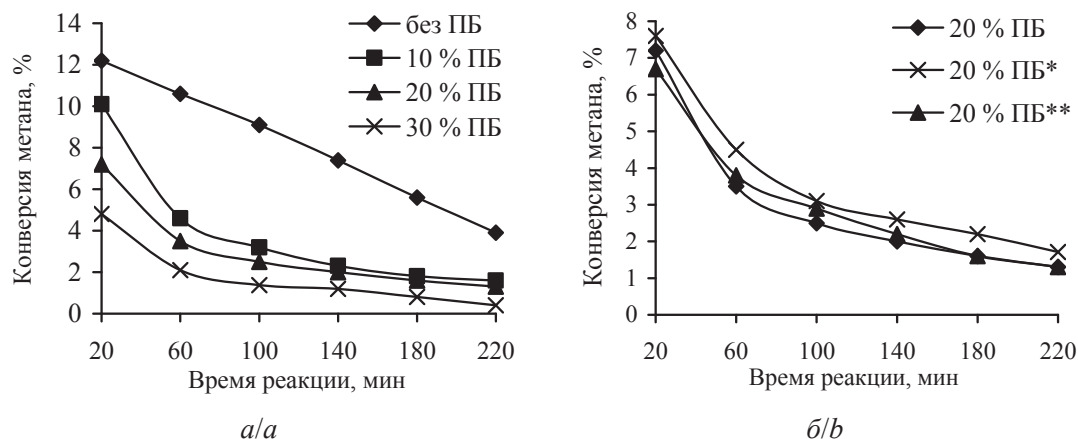 Конверсия метана, %
14
12
10
8
6
4
2
0
без ПБ
10 % ПБ
20 % ПБ
30 % ПБ
20 60 100 140 180 220
Время реакции, мин
а/a
Конверсия метана, %
8
7
6
5
4
3
2
1
0
20 % ПБ
20 % ПБ*
20 % ПБ**
20 60 100 140 180 220
Время реакции, мин
б/b